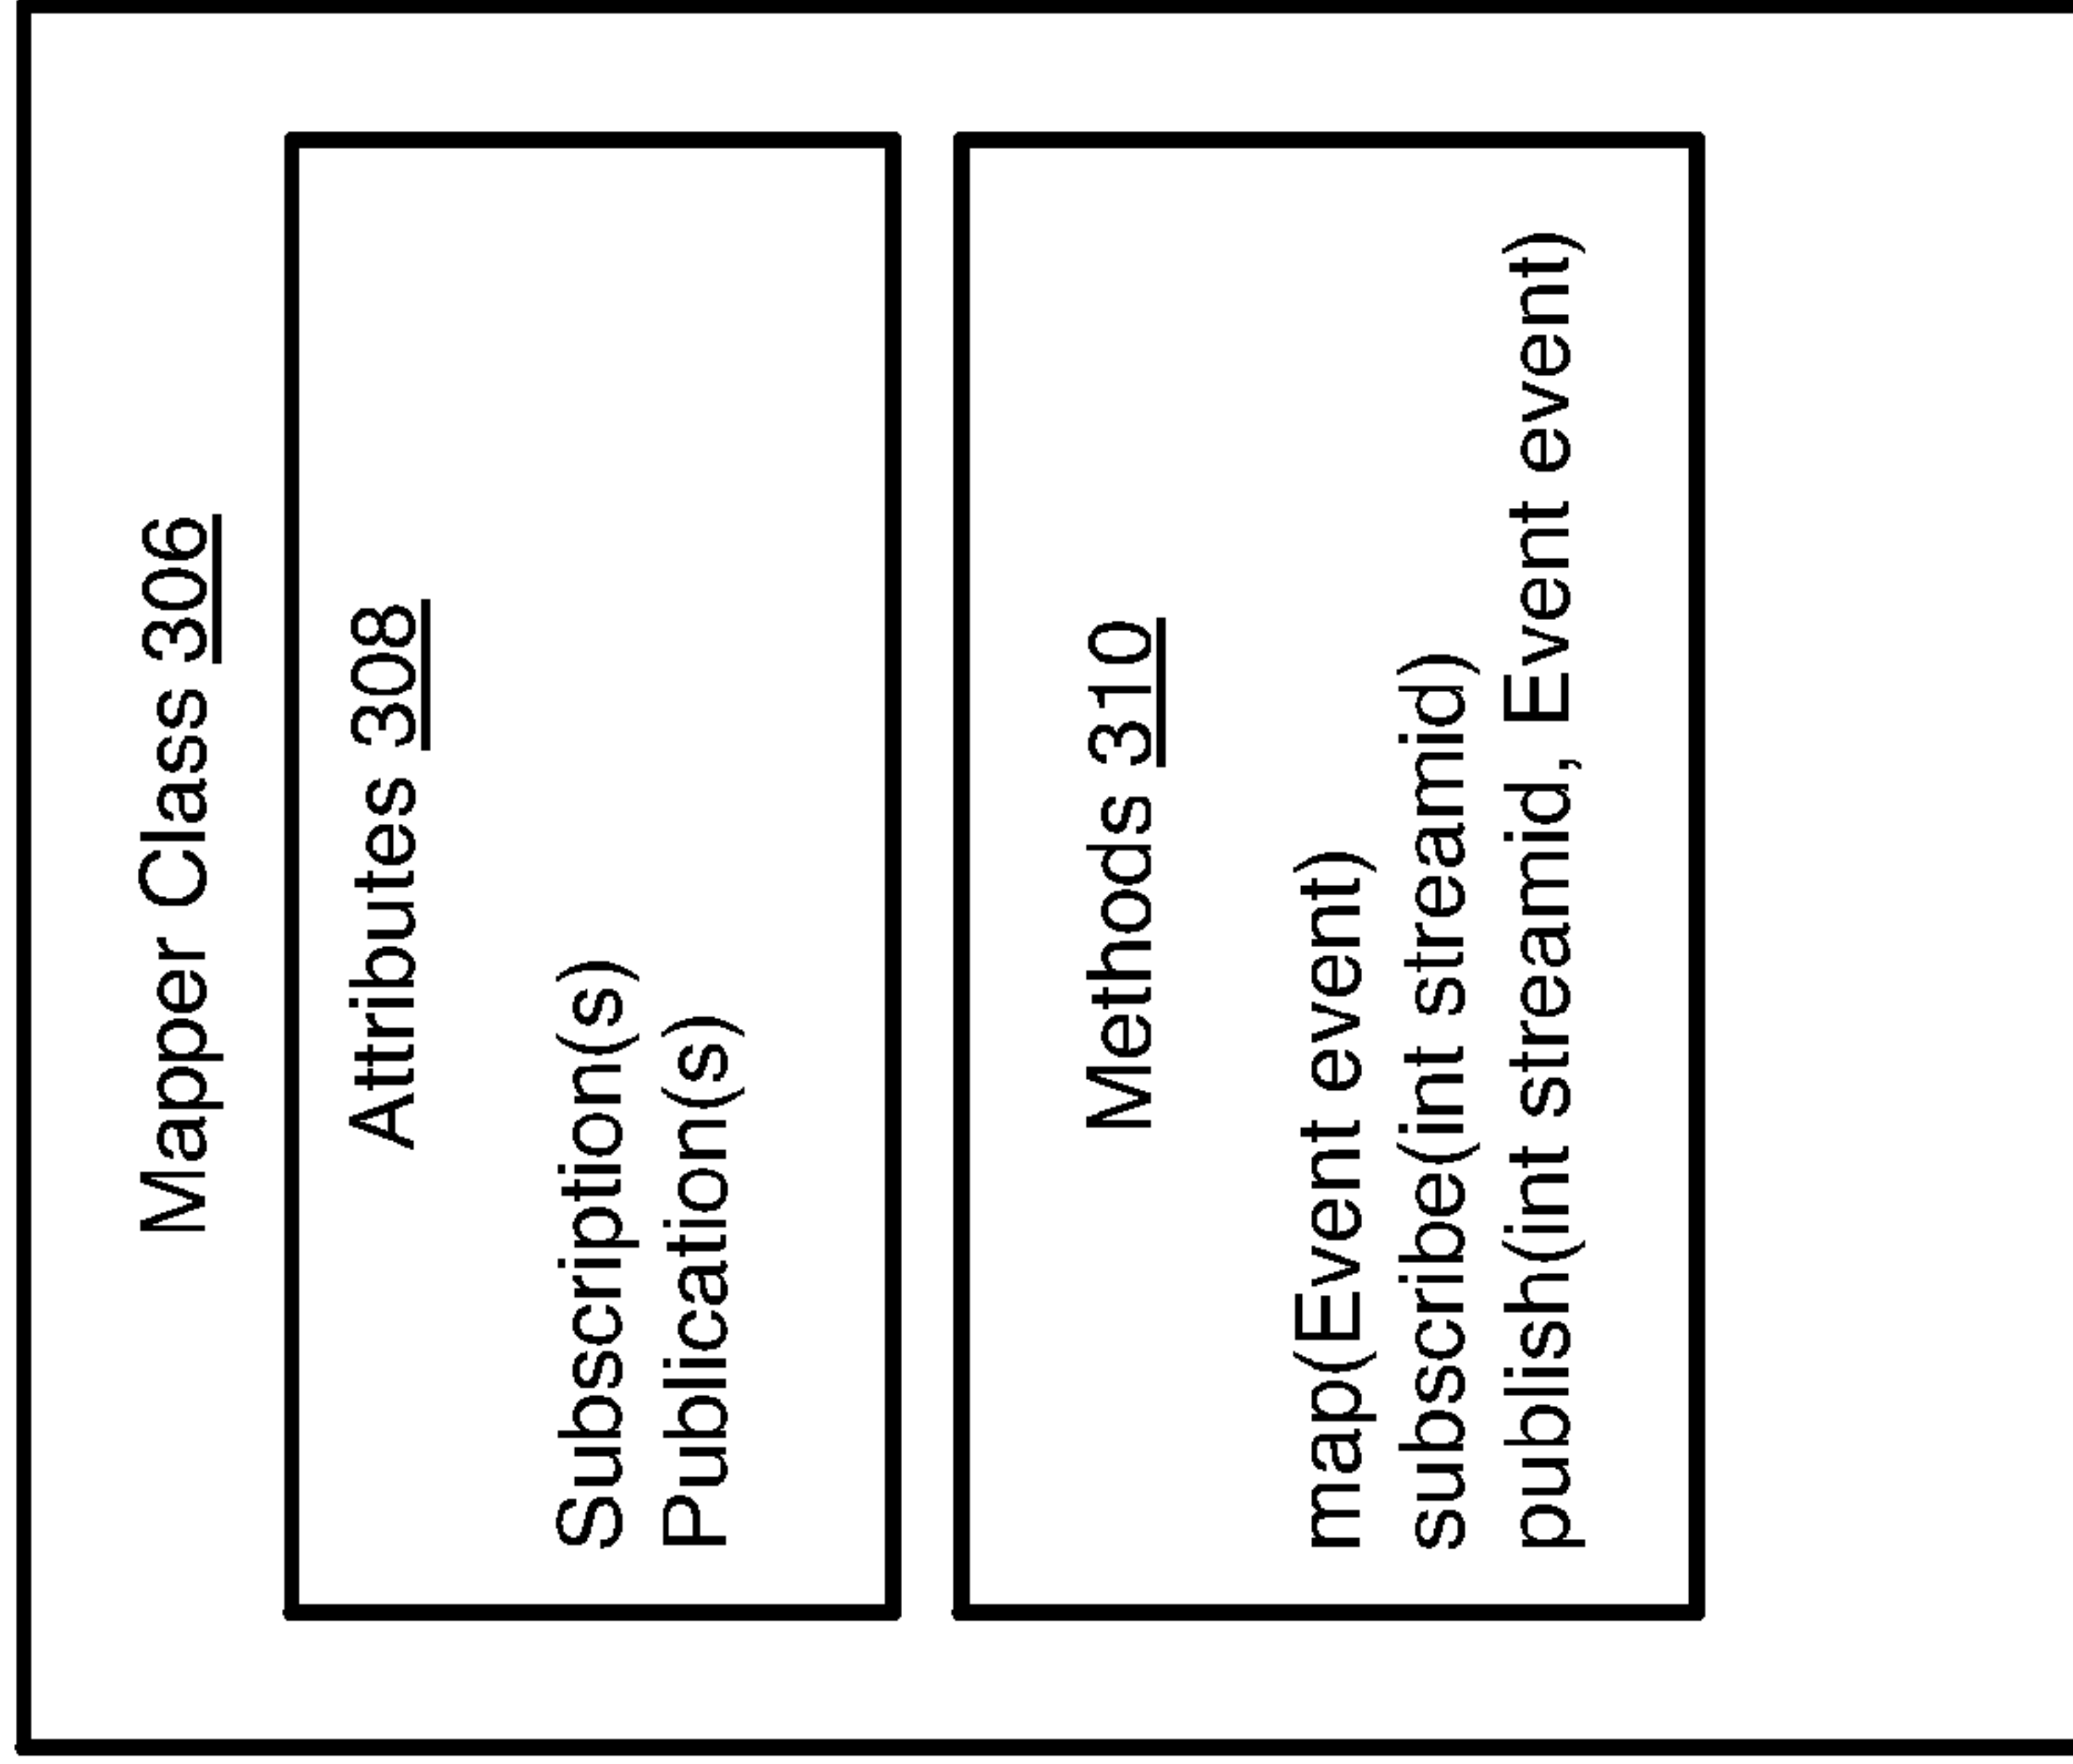 Mapper Class 306
Attributes 308
Subscription(s)
Publication(s)
Methods 310
map(Event event)
subscribe(int streamid)
publish(int streamid, Event event)